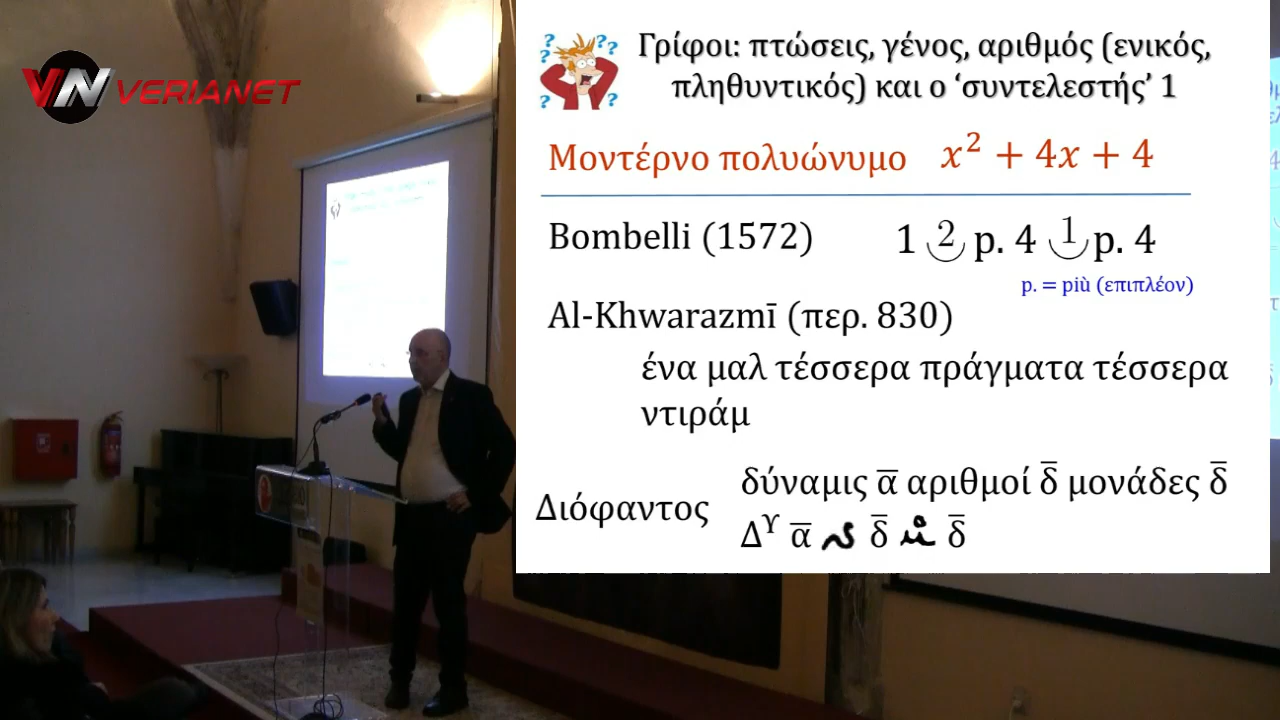 VN VERIANET
Γρίφοι: πτώσεις, γένος, αριθμός (ενικός,
πληθυντικός) και ο ‘συντελεστής’ 1
Μοντέρνο πολυώνυμο x² + 4x + 4
Bombelli (1572) 1 2 p. 4 1 p. 4
p. = più (επιπλέον)
Al-Khwarazmī (περ. 830)
ένα μαλ τέσσερα πράγματα τέσσερα
ντιράμ
Διόφαντος
δύναμις α̅ αριθμοί δ̅ μονάδες δ̅
Δ^Υ α̅ δ̅ δ̅